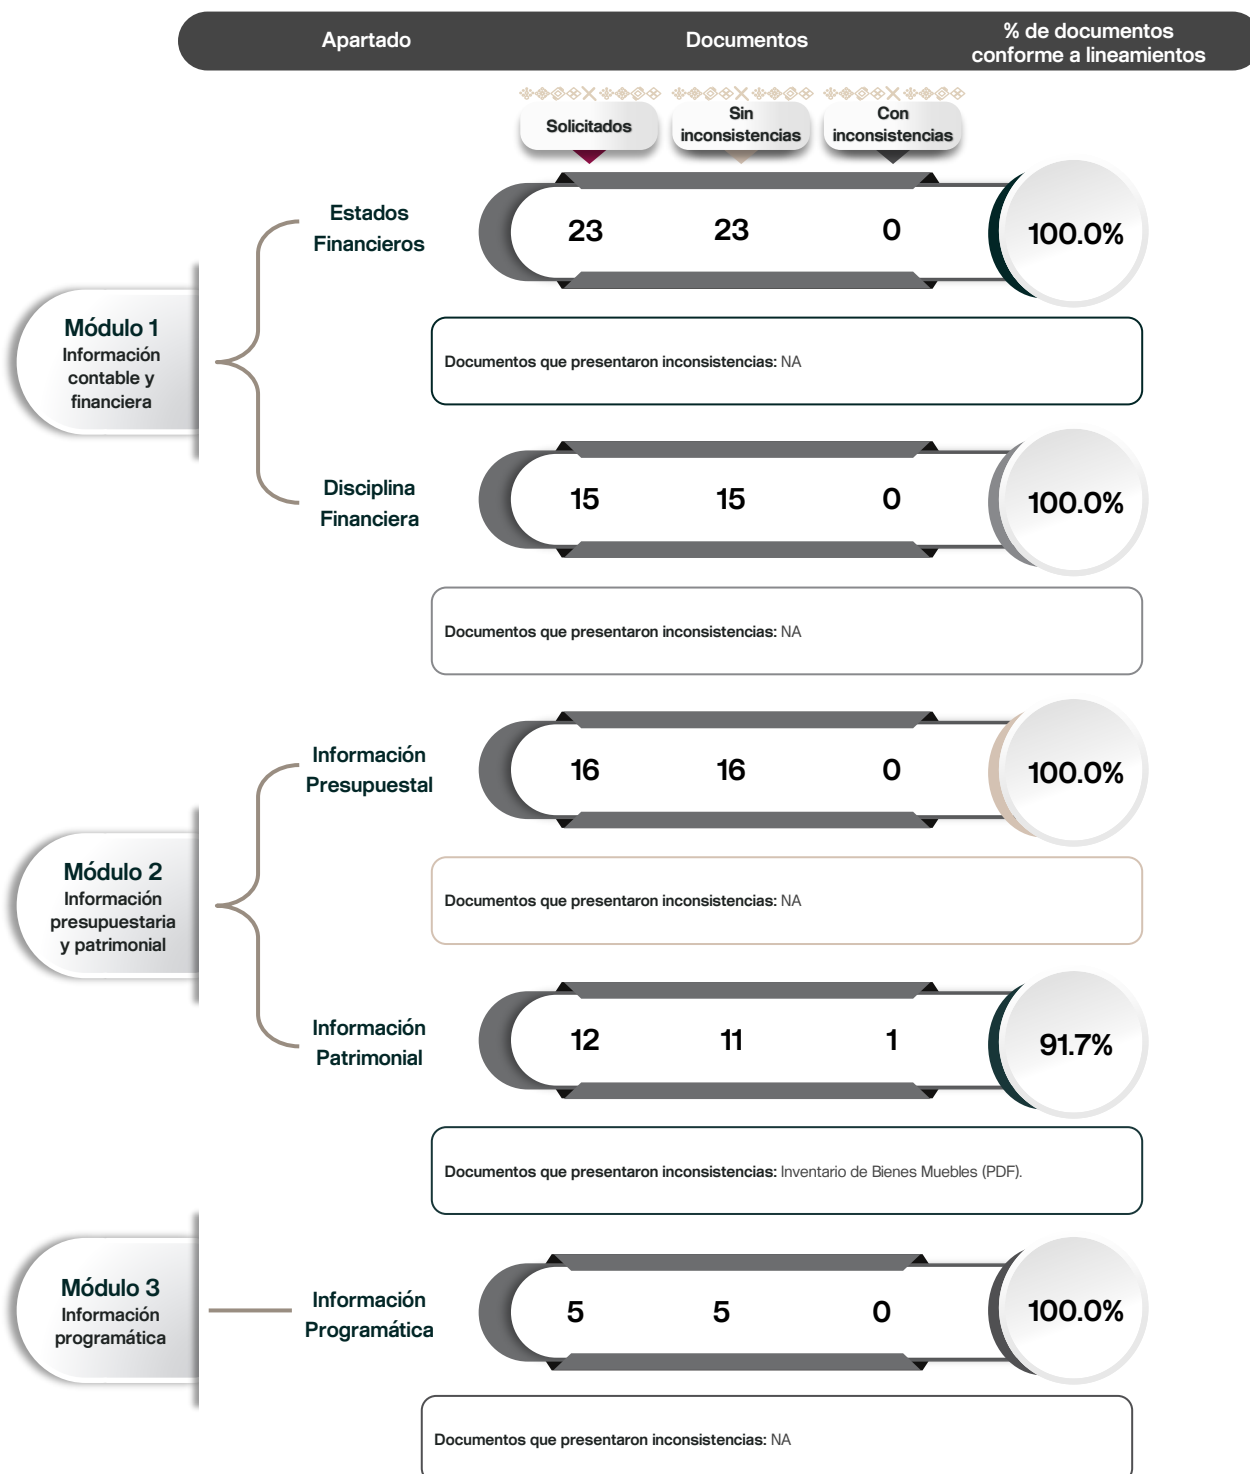 Apartado
Documentos
% de documentos
conforme a lineamientos
Solicitados
Sin
inconsistencias
Con
inconsistencias
Módulo 1
Información
contable y
financiera
Estados
Financieros
23 23 0 100.0%
Documentos que presentaron inconsistencias: NA
Disciplina
Financiera
15 15 0 100.0%
Documentos que presentaron inconsistencias: NA
Módulo 2
Información
presupuestaria
y patrimonial
Información
Presupuestal
16 16 0 100.0%
Documentos que presentaron inconsistencias: NA
Información
Patrimonial
12 11 1 91.7%
Documentos que presentaron inconsistencias: Inventario de Bienes Muebles (PDF).
Módulo 3
Información
programática
Información
Programática
5 5 0 100.0%
Documentos que presentaron inconsistencias: NA